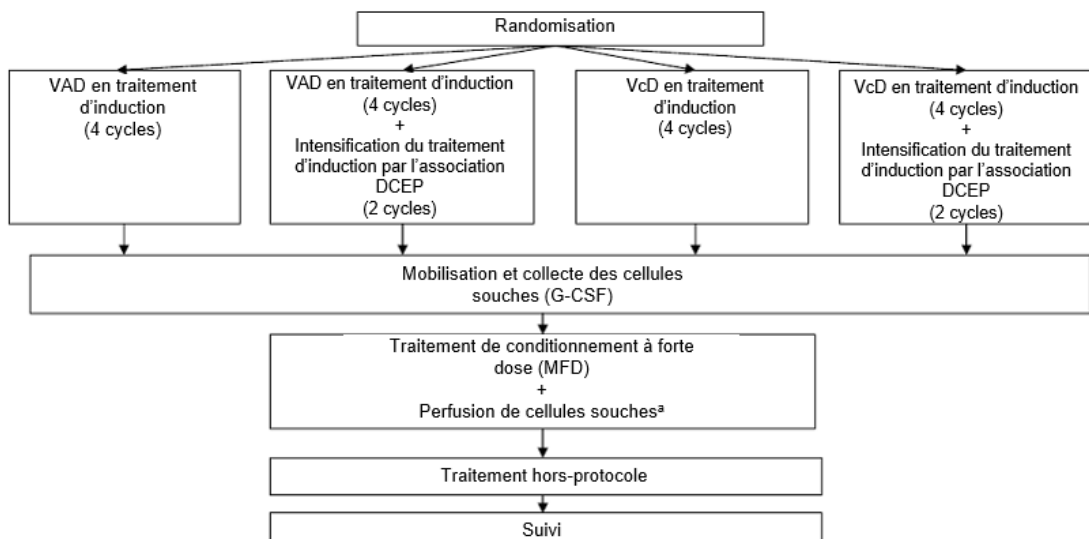 Randomisation
VAD en traitement
d'induction
(4 cycles)
VAD en traitement d'induction
(4 cycles)
+
Intensification du traitement
d'induction par l'association
DCEP
(2 cycles)
VcD en traitement
d'induction
(4 cycles)
VcD en traitement d'induction
(4 cycles)
+
Intensification du traitement
d'induction par l'association
DCEP
(2 cycles)
Mobilisation et collecte des cellules
souches (G-CSF)
Traitement de conditionnement à forte
dose (MFD)
+
Perfusion de cellules souchesª
Traitement hors-protocole
Suivi